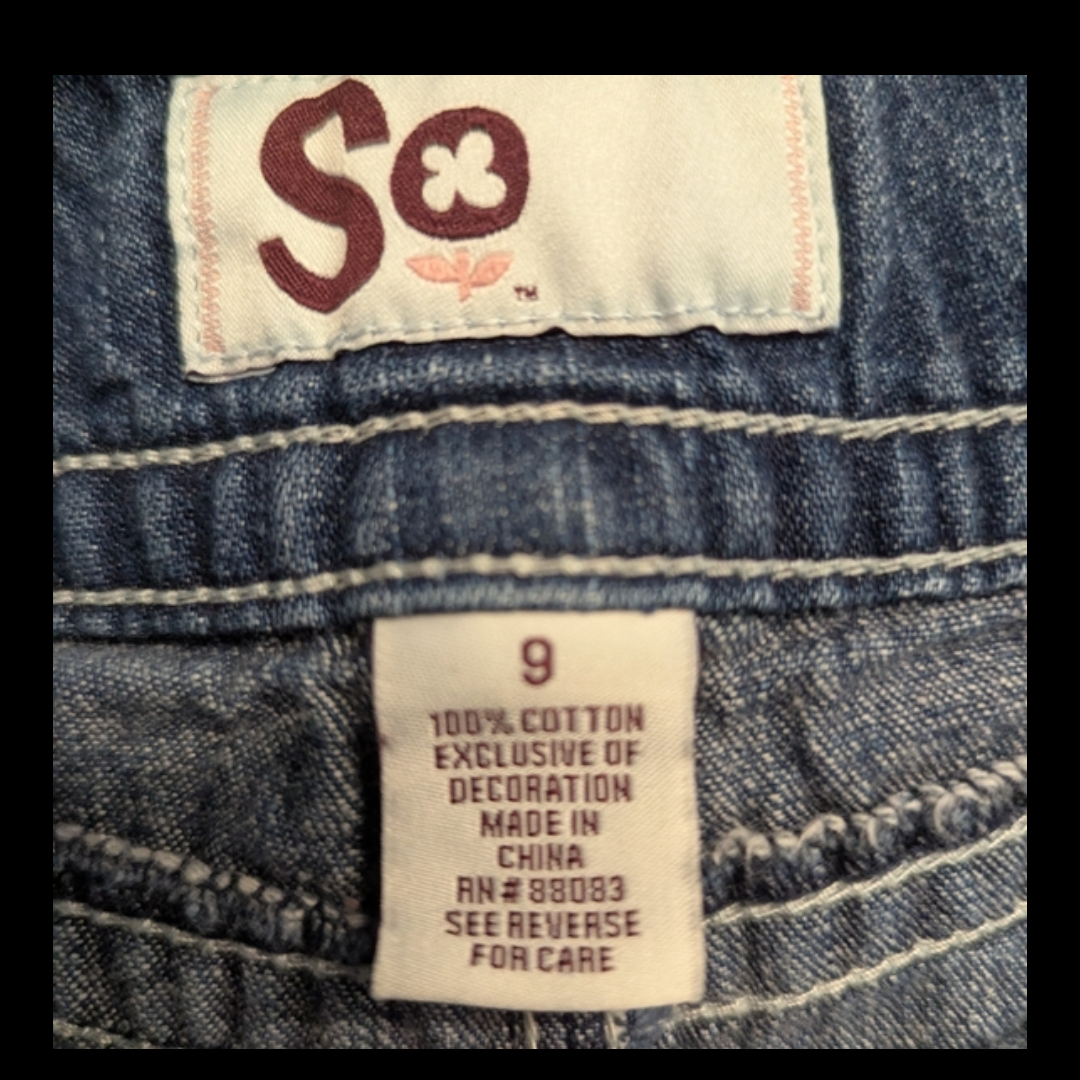 So
TM
9
100% COTTON
EXCLUSIVE OF
DECORATION
MADE IN
CHINA
RN# 88083
SEE REVERSE
FOR CARE